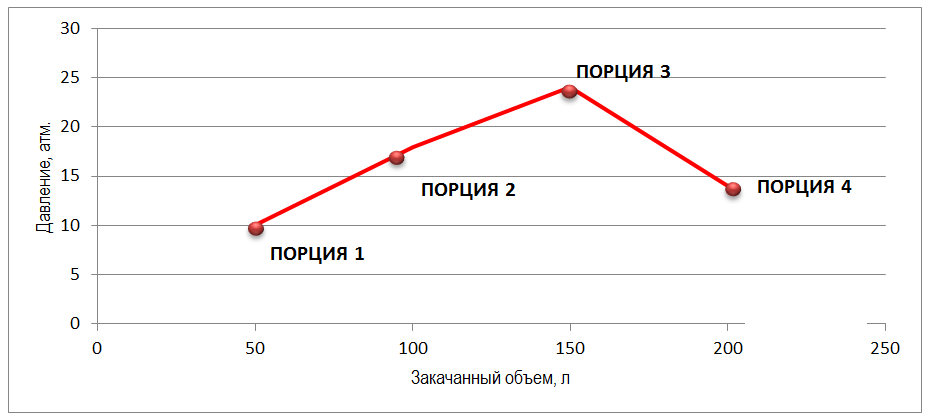 30
ПОРЦИЯ 3
25
20
Давление, атм.
15
ПОРЦИЯ 2
ПОРЦИЯ 4
10
ПОРЦИЯ 1
5
0
0 50 100 150 200 250
Закачанный объем, л